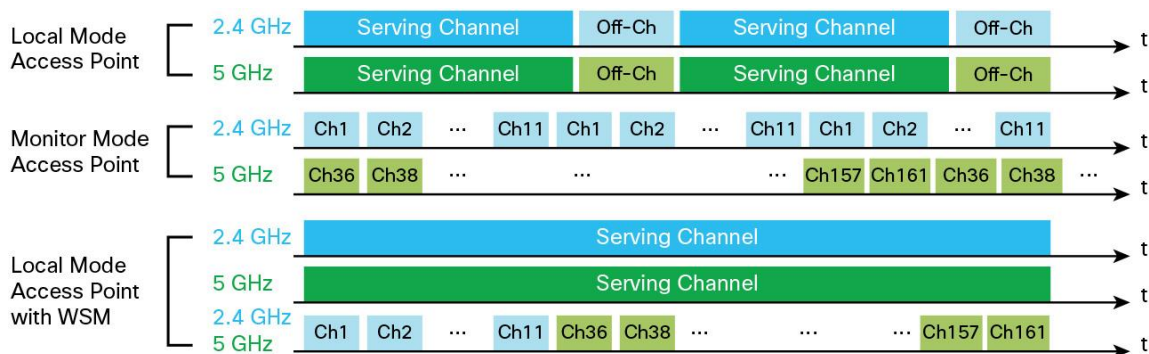 Local Mode
Access Point
2.4 GHz Serving Channel Off-Ch Serving Channel Off-Ch t
5 GHz Serving Channel Off-Ch Serving Channel Off-Ch t
Monitor Mode
Access Point
2.4 GHz Ch1 Ch2 ... Ch11 Ch1 Ch2 ... Ch11 Ch1 Ch2 ... Ch11 t
5 GHz Ch36 Ch38 ... ... ... Ch157 Ch161 Ch36 Ch38 ... t
Local Mode
Access Point
with WSM
2.4 GHz Serving Channel t
5 GHz Serving Channel t
2.4 GHz
5 GHz Ch1 Ch2 ... Ch11 Ch36 Ch38 ... ... ... Ch157 Ch161 t